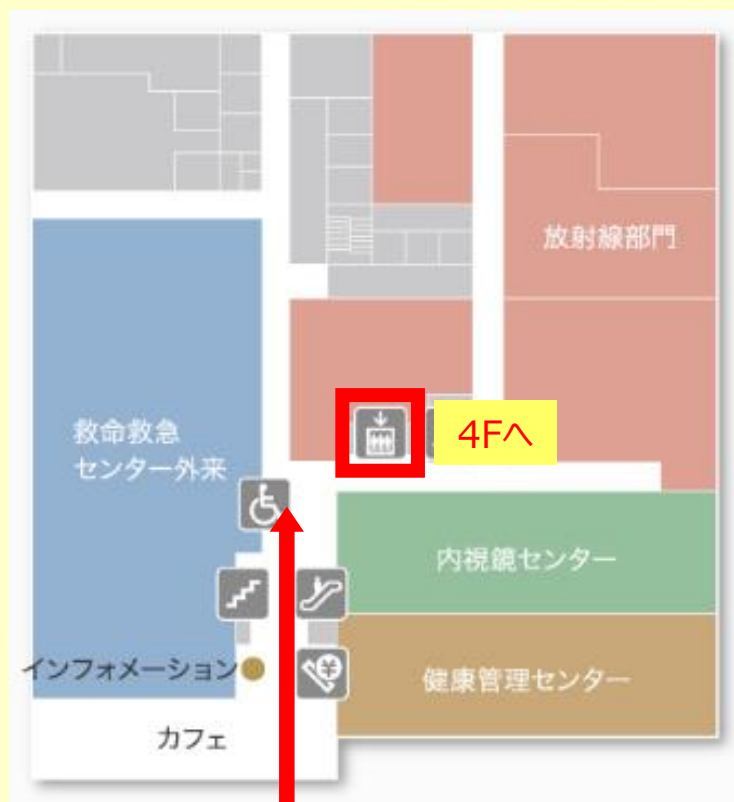 放射線部門
救命救急
センター外来
4Fへ
内視鏡センター
インフォメーション
¥
健康管理センター
カフェ